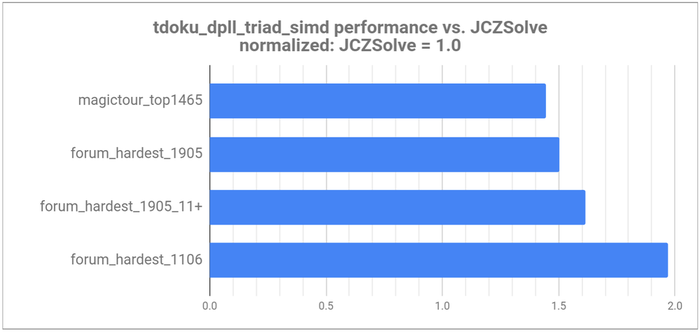 tdoku_dpll_triad_simd performance vs. JCZSolve
normalized: JCZSolve = 1.0
magictour_top1465
forum_hardest_1905
forum_hardest_1905_11+
forum_hardest_1106
0.0 0.5 1.0 1.5 2.0